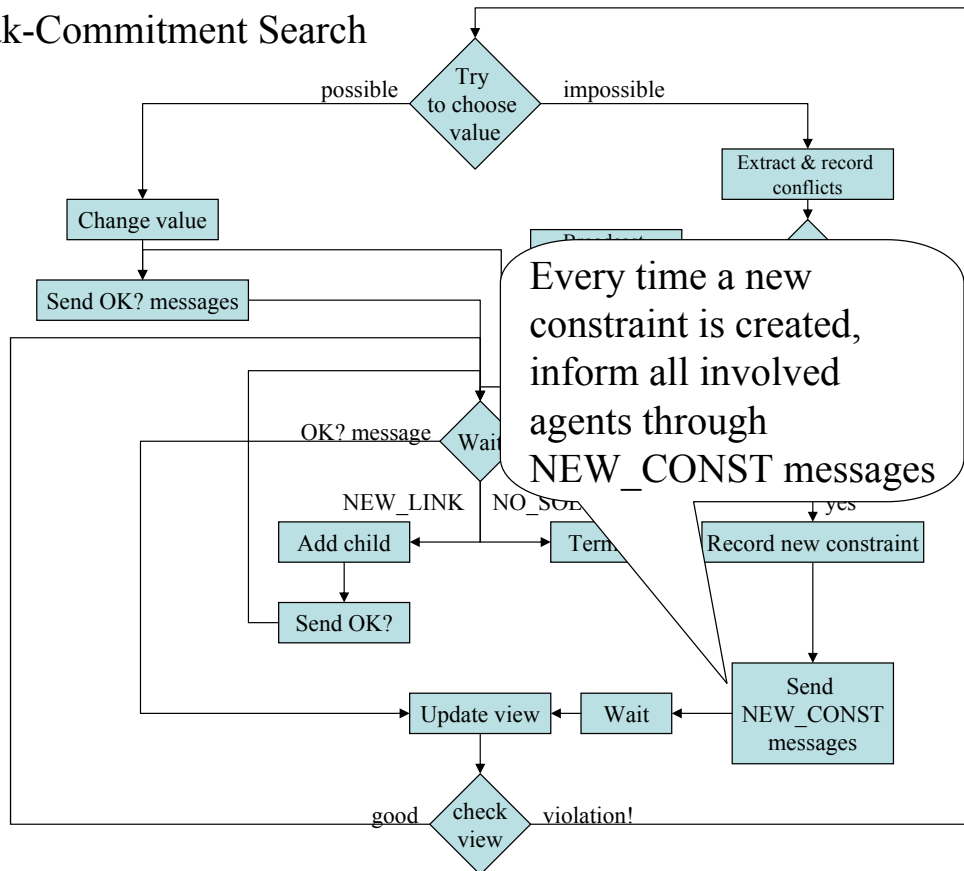 k-Commitment Search
Try
to choose
value
possible
impossible
Extract & record
conflicts
Change value
Send OK? messages
Every time a new
constraint is created,
inform all involved
agents through
NEW_CONST messages
OK? message
Wait
NEW_LINK
yes
Add child
Record new constraint
Send OK?
Send
NEW_CONST
messages
Update view
Wait
good
check
view
violation!